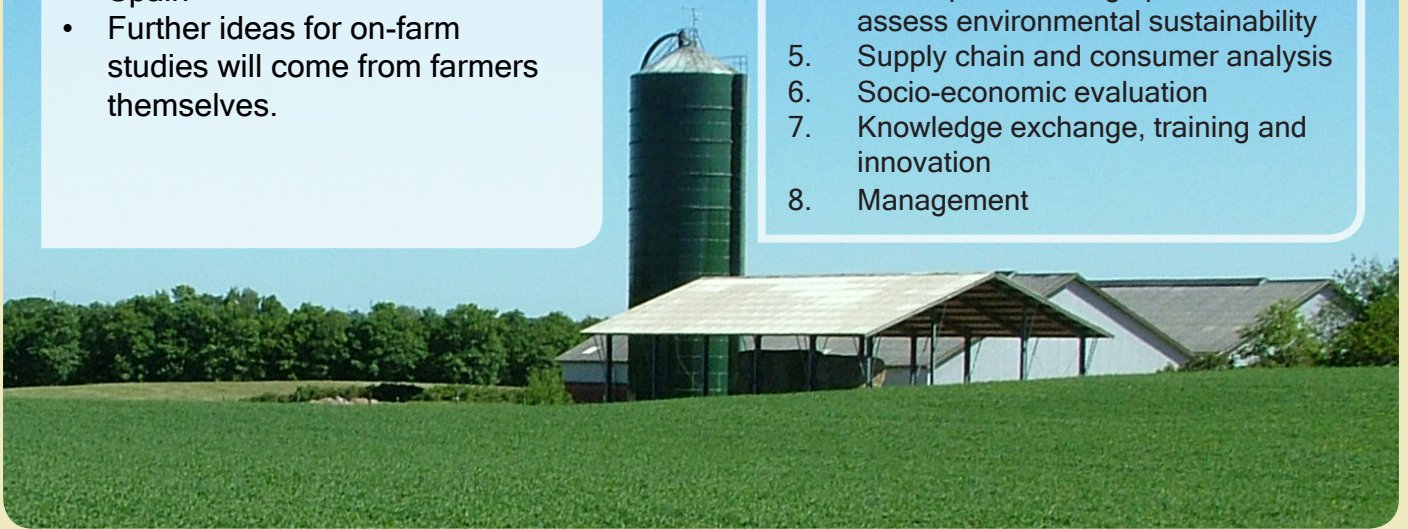 • Further ideas for on-farm
studies will come from farmers
themselves.
assess environmental sustainability
5. Supply chain and consumer analysis
6. Socio-economic evaluation
7. Knowledge exchange, training and
innovation
8. Management